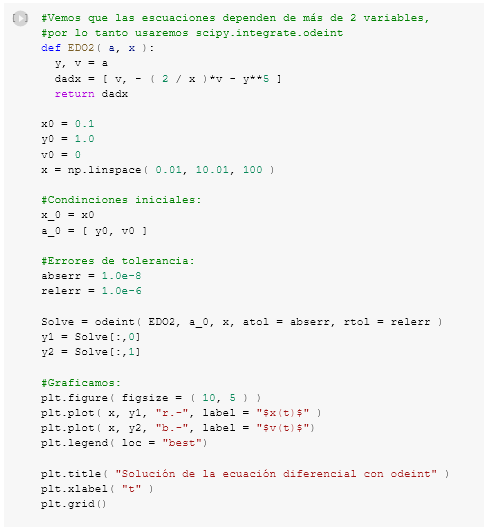 #Vemos que las escuaciones dependen de más de 2 variables,
#por lo tanto usaremos scipy.integrate.odeint
def EDO2( a, x ):
  y, v = a
  dadx = [ v, - ( 2 / x )*v - y**5 ]
  return dadx

x0 = 0.1
y0 = 1.0
v0 = 0
x = np.linspace( 0.01, 10.01, 100 )

#Condinciones iniciales:
x_0 = x0
a_0 = [ y0, v0 ]

#Errores de tolerancia:
abserr = 1.0e-8
relerr = 1.0e-6

Solve = odeint( EDO2, a_0, x, atol = abserr, rtol = relerr )
y1 = Solve[:,0]
y2 = Solve[:,1]

#Graficamos:
plt.figure( figsize = ( 10, 5 ) )
plt.plot( x, y1, "r.-", label = "$x(t)$" )
plt.plot( x, y2, "b.-", label = "$v(t)$")
plt.legend( loc = "best")

plt.title( "Solución de la ecuación diferencial con odeint" )
plt.xlabel( "t" )
plt.grid()